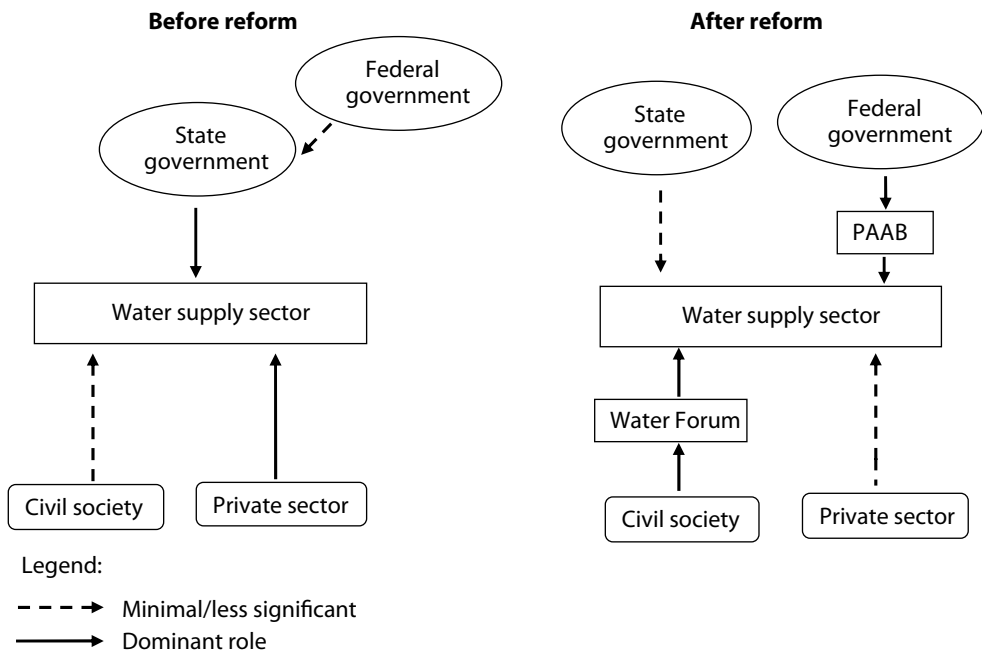 Before reform
Federal
government
State
government
Water supply sector
Civil society
Private sector
After reform
State
government
Federal
government
PAAB
Water supply sector
Water Forum
Civil society
Private sector
Legend:
Minimal/less significant
Dominant role